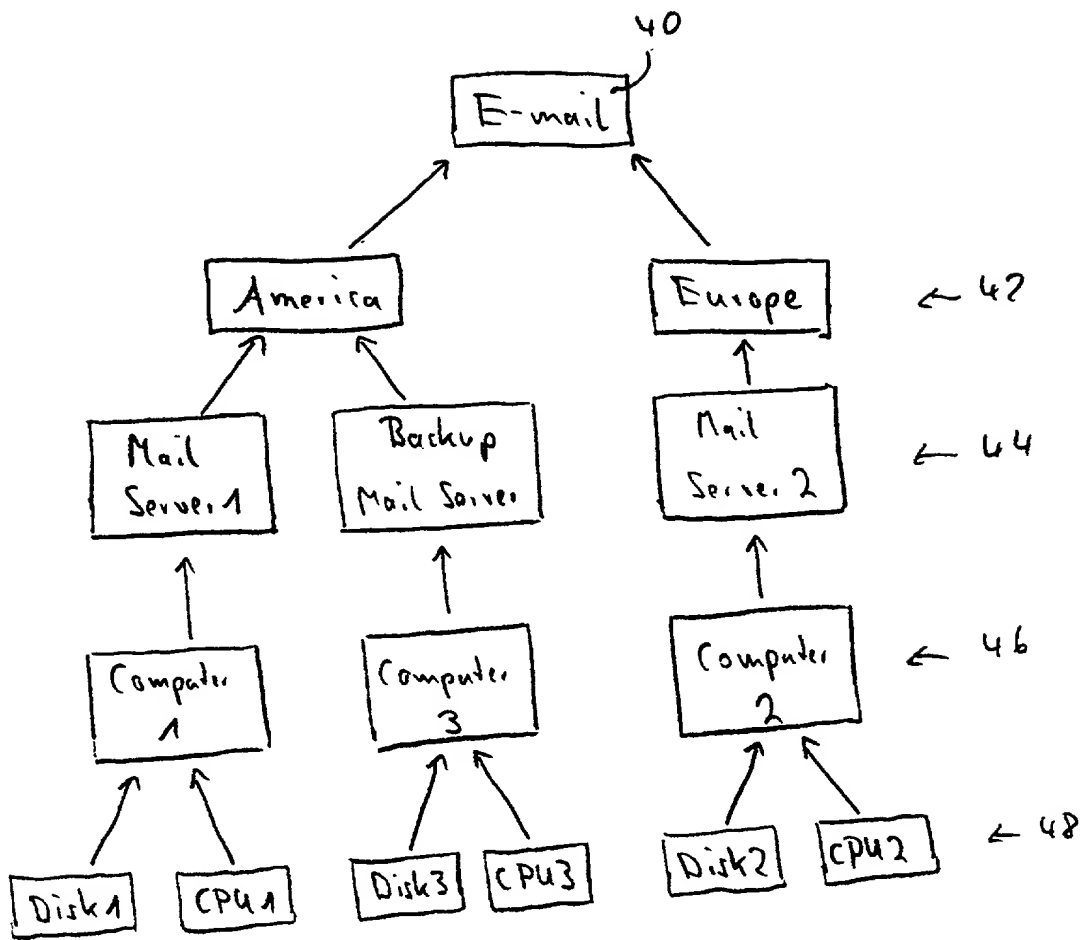 40
E-mail
America
Europe
← 42
Mail
Server 1
Backup
Mail Server
Mail
Server 2
← 44
Computer
1
Computer
3
Computer
2
← 46
Disk1
CPU1
Disk3
CPU3
Disk2
CPU2
← 48